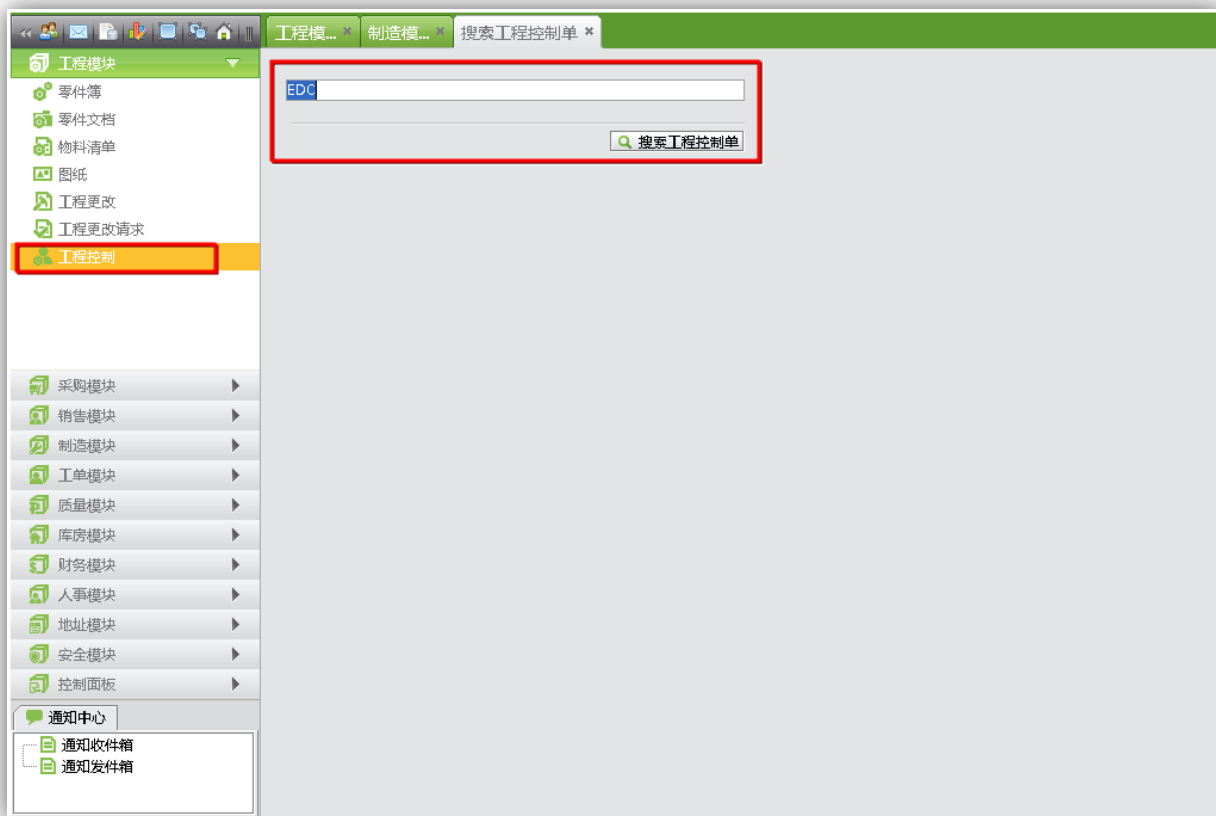 工程模... 制造模... 搜索工程控制单
工程模块
零件簿
零件文档
物料清单
图纸
工程更改
工程更改请求
工程控制
EDC
搜索工程控制单
采购模块
销售模块
制造模块
工单模块
质量模块
库房模块
财务模块
人事模块
地址模块
安全模块
控制面板
通知中心
通知收件箱
通知发件箱